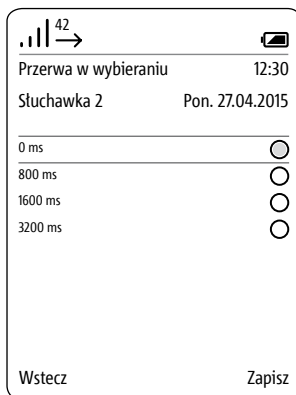 42
Przerwa w wybieraniu 12:30
Słuchawka 2 Pon. 27.04.2015
0 ms
800 ms
1600 ms
3200 ms
Wstecz Zapisz